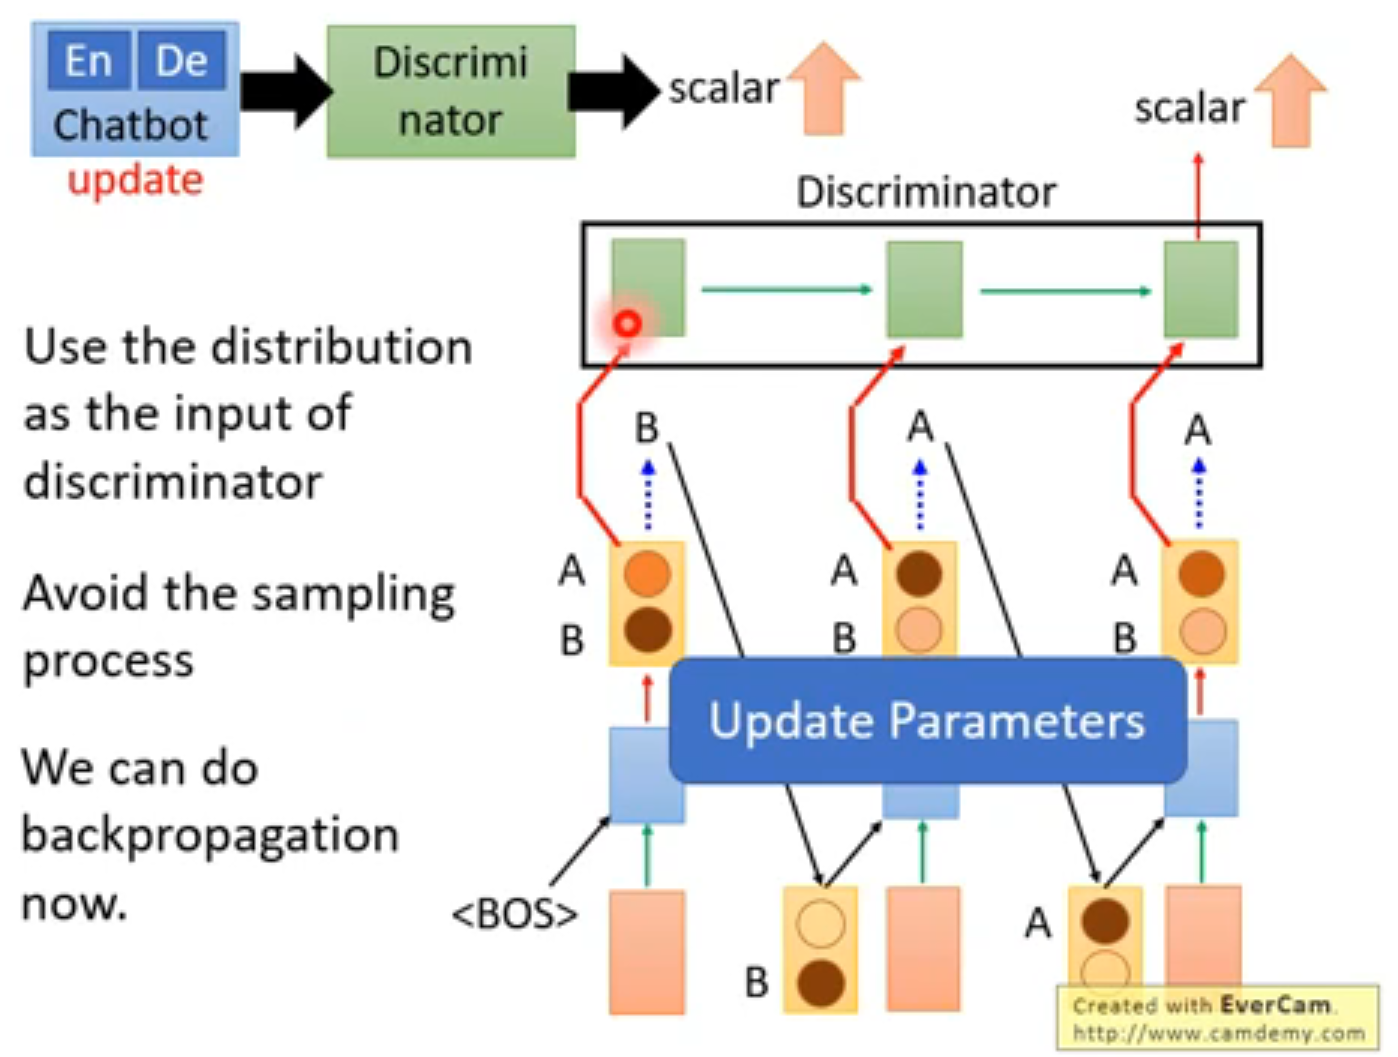 En De
Chatbot
update
Discrimi
nator
scalar
scalar
Discriminator
Use the distribution
as the input of
discriminator
Avoid the sampling
process
We can do
backpropagation
now.
B A A
A A A
B B B
Update Parameters
<BOS>
A
B
Created with EverCam.
http://www.camdemy.com